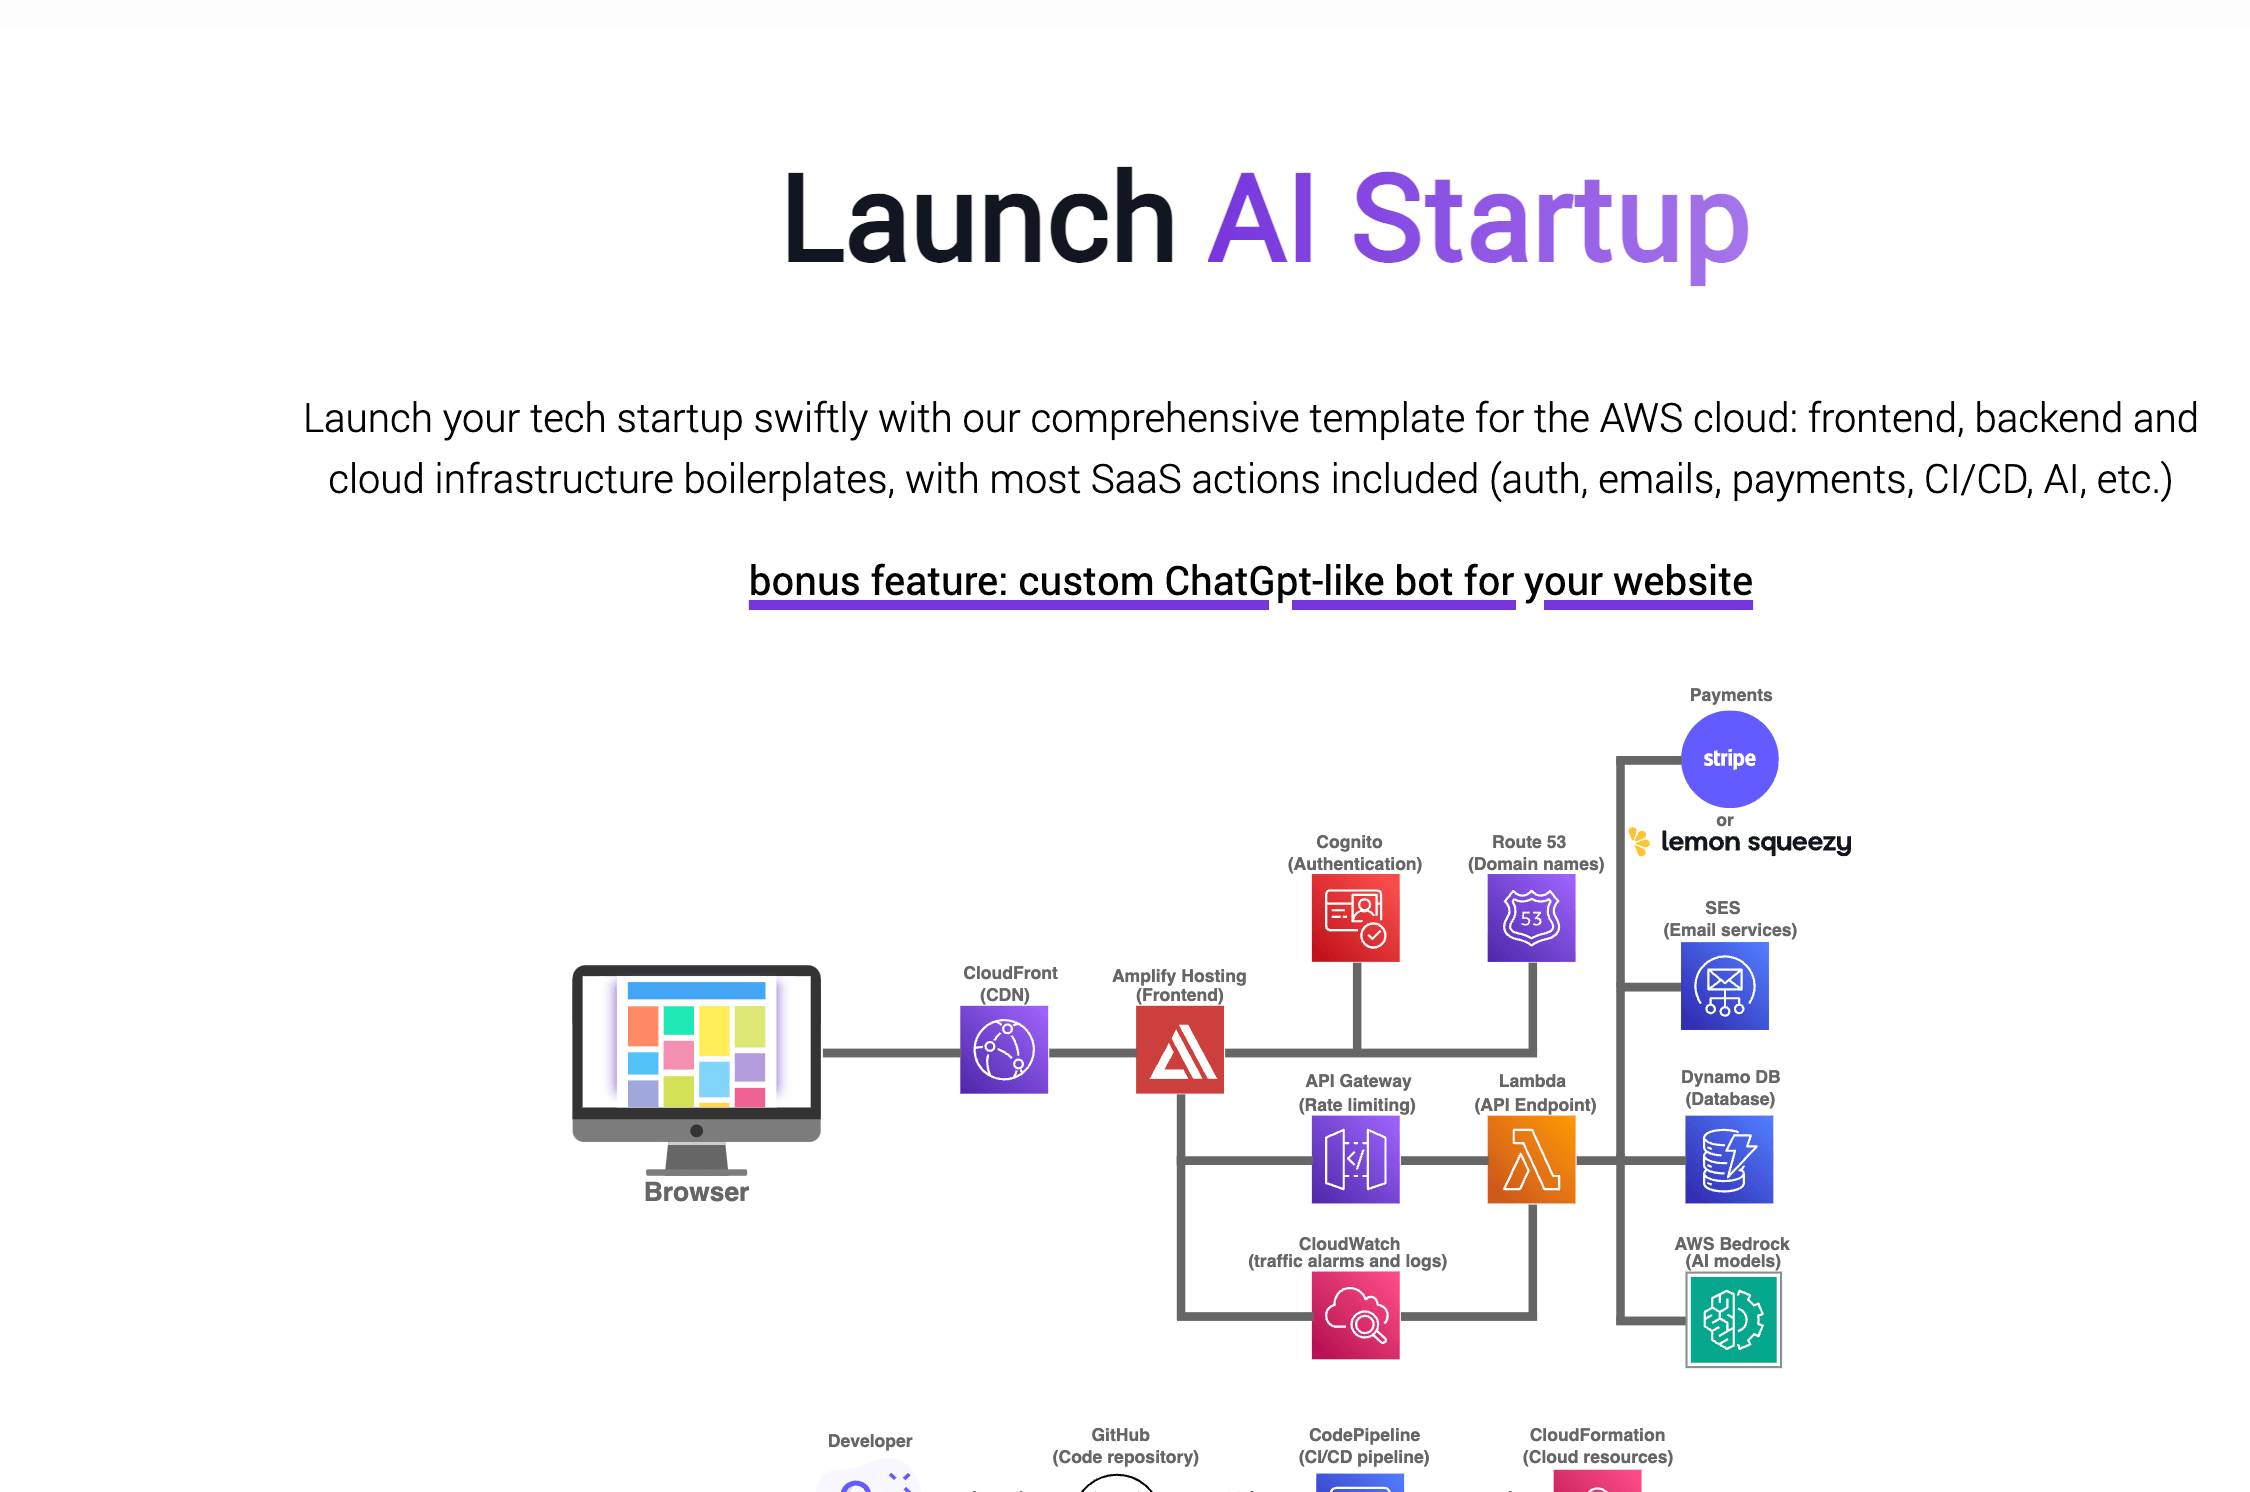 Launch AI Startup
Launch your tech startup swiftly with our comprehensive template for the AWS cloud: frontend, backend and
cloud infrastructure boilerplates, with most SaaS actions included (auth, emails, payments, CI/CD, AI, etc.)
bonus feature: custom ChatGpt-like bot for your website
Payments
stripe
or
lemon squeezy
Cognito
(Authentication)
Route 53
(Domain names)
53
SES
(Email services)
CloudFront
(CDN)
Amplify Hosting
(Frontend)
API Gateway
(Rate limiting)
Lambda
(API Endpoint)
Dynamo DB
(Database)
Browser
CloudWatch
(traffic alarms and logs)
AWS Bedrock
(AI models)
Developer
GitHub
(Code repository)
CodePipeline
(CI/CD pipeline)
CloudFormation
(Cloud resources)